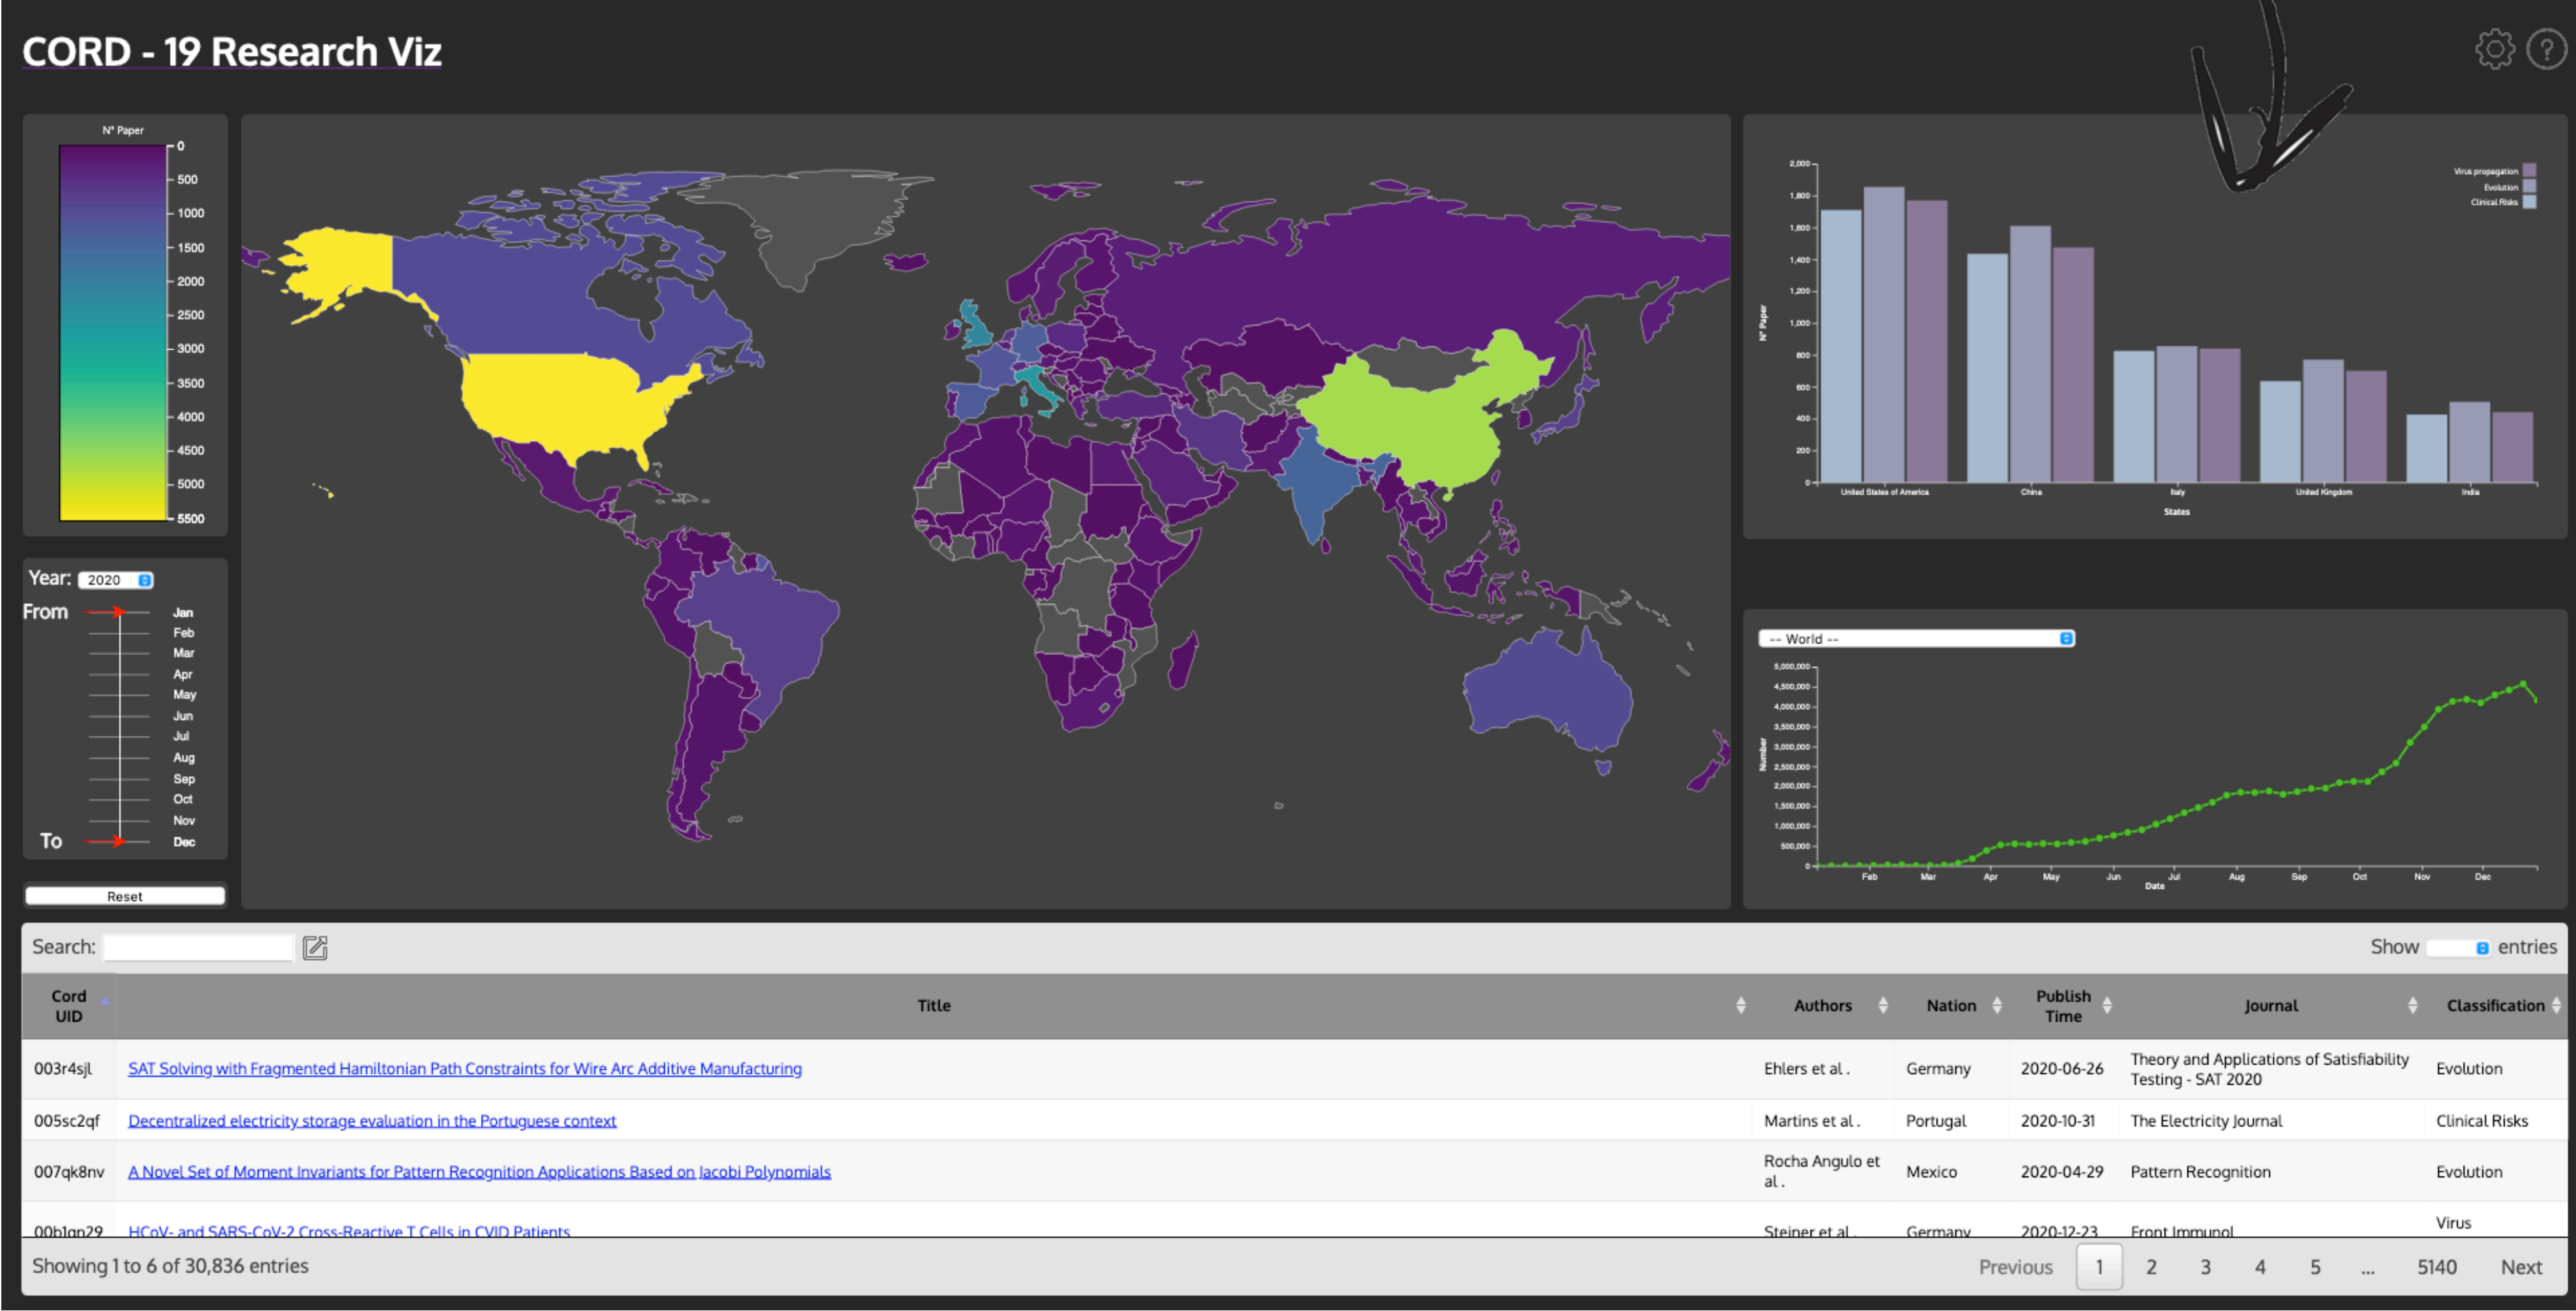 CORD - 19 Research Viz
N° Paper
0
500
1000
1500
2000
2500
3000
3500
4000
4500
5000
5500
Year: 2020
From
Jan
Feb
Mar
Apr
May
Jun
Jul
Aug
Sep
Oct
Nov
To Dec
Reset
2,000
1,800
1,600
1,400
1,200
1,000
800
600
400
200
0
N° Paper
Virus propagation
Evolution
Clinical Risks
United States of America China Italy United Kingdom India
States
-- World --
5,000,000
4,500,000
4,000,000
3,500,000
3,000,000
2,500,000
2,000,000
1,500,000
1,000,000
500,000
0
Number
Feb Mar Apr May Jun Jul Aug Sep Oct Nov Dec
Date
Search: Show entries
Cord UID Title Authors Nation Publish Time Journal Classification
003r4sjl SAT Solving with Fragmented Hamiltonian Path Constraints for Wire Arc Additive Manufacturing Ehlers et al . Germany 2020-06-26 Theory and Applications of Satisfiability Testing - SAT 2020 Evolution
005sc2qf Decentralized electricity storage evaluation in the Portuguese context Martins et al . Portugal 2020-10-31 The Electricity Journal Clinical Risks
007qk8nv A Novel Set of Moment Invariants for Pattern Recognition Applications Based on Jacobi Polynomials Rocha Angulo et al . Mexico 2020-04-29 Pattern Recognition Evolution
00b1gn29 HCoV- and SARS-CoV-2 Cross-Reactive T Cells in CVID Patients Steiner et al . Germany 2020-12-23 Front Immunol Virus
Showing 1 to 6 of 30,836 entries Previous 1 2 3 4 5 ... 5140 Next